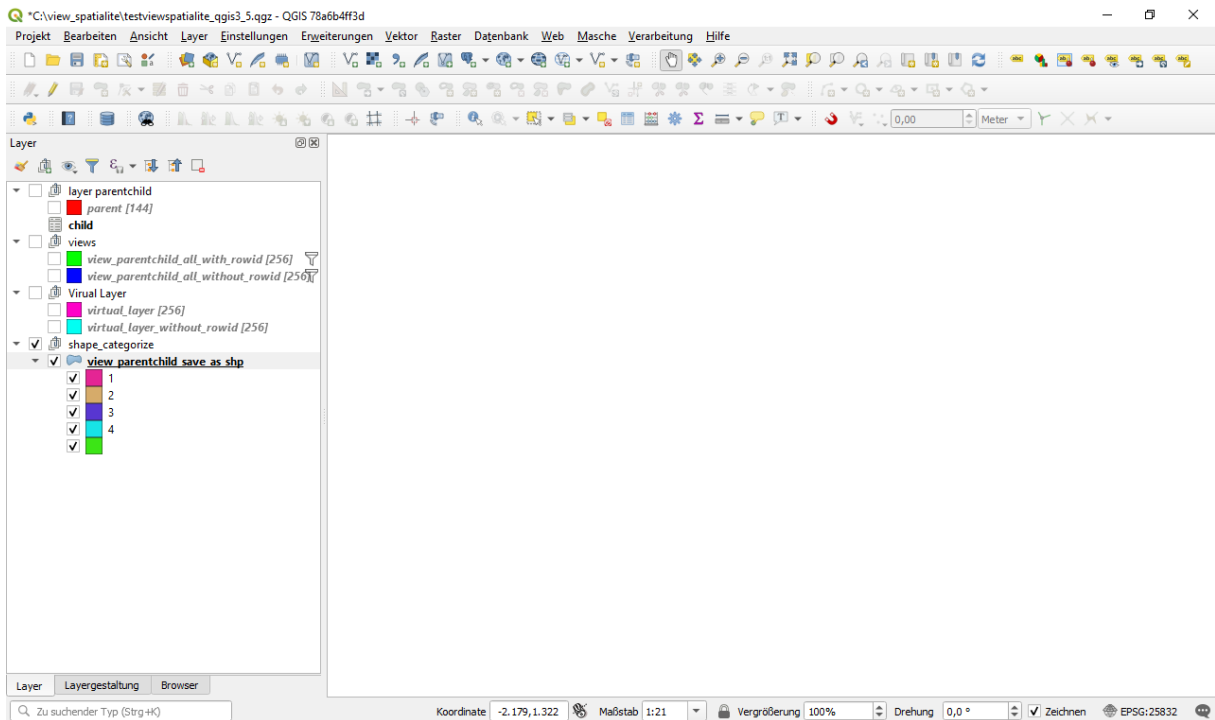 *C:\view_spatialite\testviewspatialite_qgis3_5.qgz - QGIS 78a6b4ff3d
Projekt Bearbeiten Ansicht Layer Einstellungen Erweiterungen Vektor Raster Datenbank Web Masche Verarbeitung Hilfe
0,00 Meter
Layer
layer parentchild
parent [144]
child
views
view_parentchild_all_with_rowid [256]
view_parentchild_all_without_rowid [256]
Virual Layer
virtual_layer [256]
virtual_layer_without_rowid [256]
shape_categorize
view_parentchild_save_as_shp
1
2
3
4
Layer Layergestaltung Browser
Zu suchender Typ (Strg+K) Koordinate -2.179,1.322 Maßstab 1:21 Vergrößerung 100% Drehung 0,0 ° Zeichnen EPSG:25832